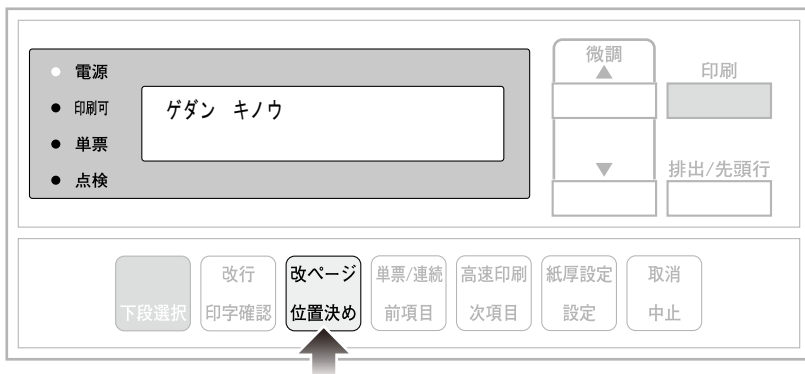 電源
印刷可
単票
点検
ゲダン キノウ
微調
▲
▼
印刷
排出/先頭行
下段選択
改行
印字確認
改ページ
位置決め
単票/連続
前項目
高速印刷
次項目
紙厚設定
設定
取消
中止